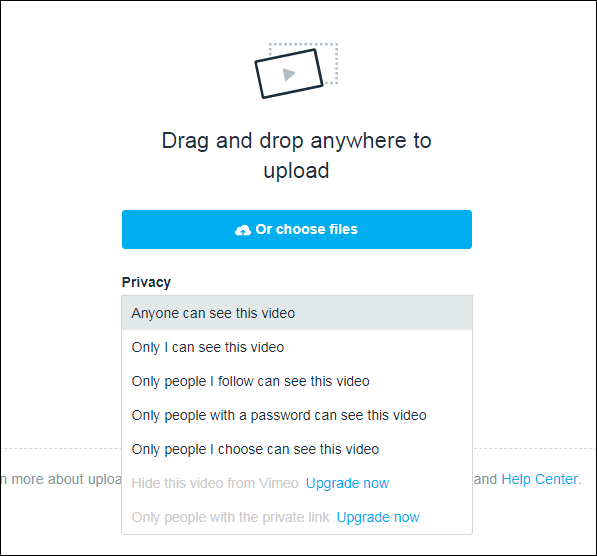 Drag and drop anywhere to
upload
Or choose files
Privacy
Anyone can see this video
Only I can see this video
Only people I follow can see this video
Only people with a password can see this video
Only people I choose can see this video
more about
Hide this video from Vimeo Upgrade now
and Help Center.
Only people with the private link Upgrade now